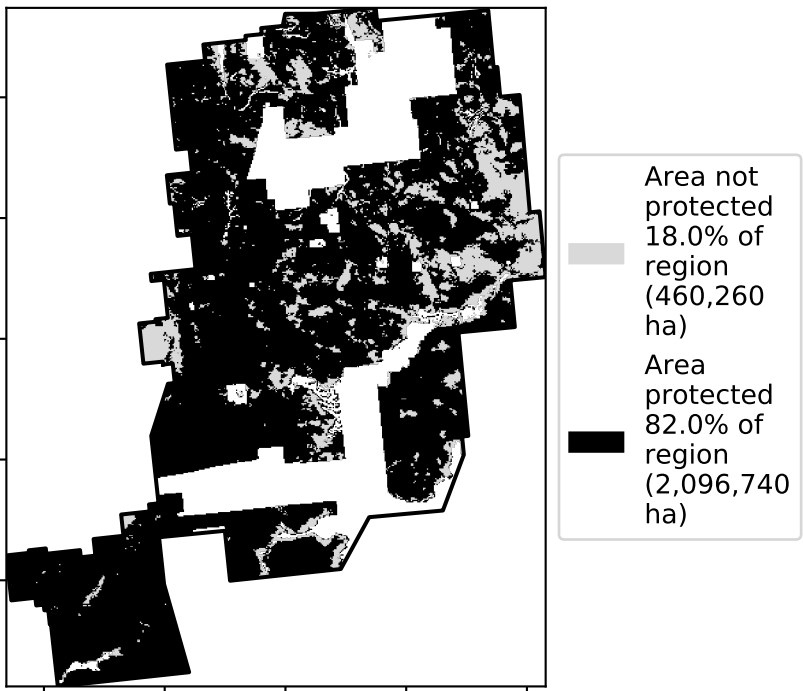 Area not
protected
18.0% of
region
(460,260
ha)
Area
protected
82.0% of
region
(2,096,740
ha)